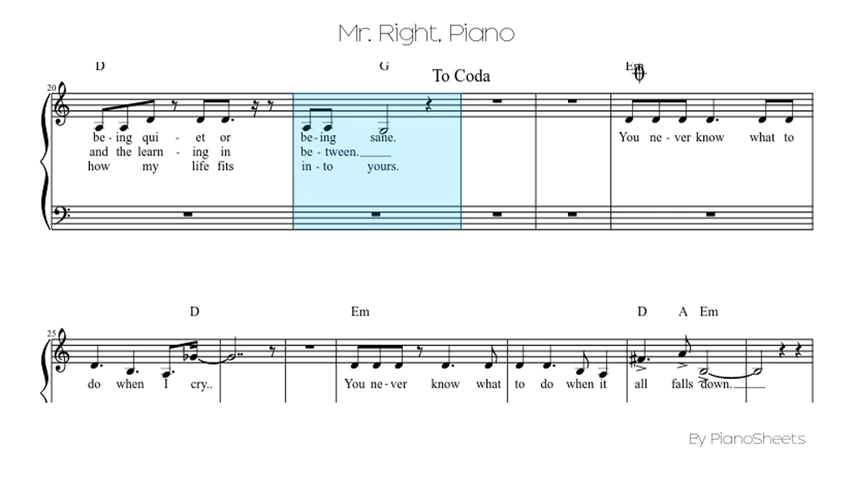 Mr. Right, Piano
D G To Coda Em
20
be - ing qui - et or be - ing sane. You ne - ver know what to
and the learn - ing in be - tween.____
how my life fits in - to yours.
D Em D A Em
25
do when I cry.. You ne - ver know what to do when it all falls down.____
By PianoSheets